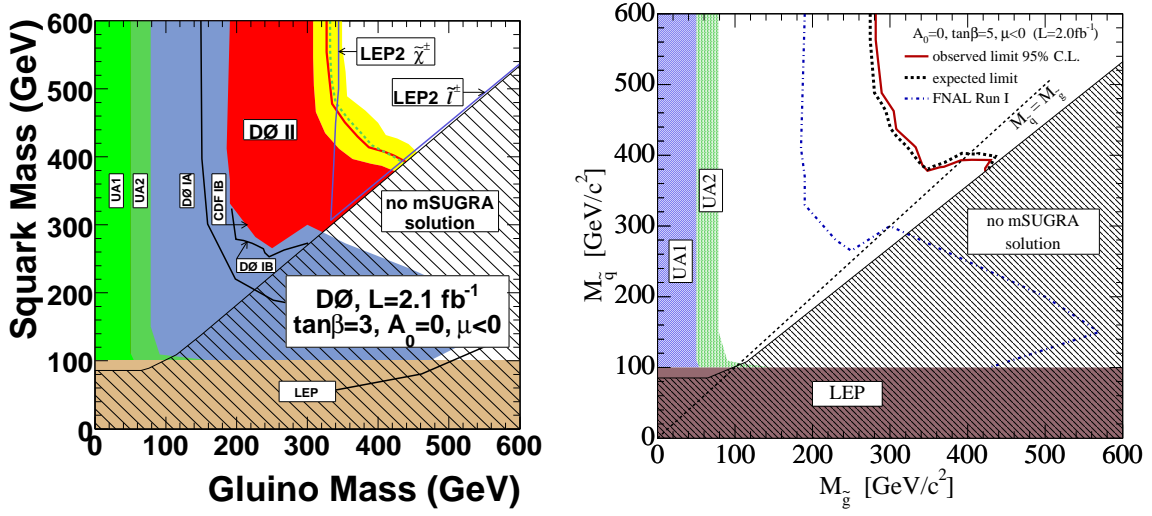 Squark Mass (GeV)
600
500
400
300
200
100
0
0 100 200 300 400 500 600
Gluino Mass (GeV)
UA1
UA2
DØ IA
CDF IB
DØ IB
DØ II
LEP2 χ̃±
LEP2 l̃±
no mSUGRA
solution
DØ, L=2.1 fb-1
tanβ=3, A0=0, μ<0
LEP
Mq̃ [GeV/c2]
600
500
400
300
200
100
0
0 100 200 300 400 500 600
Mg̃ [GeV/c2]
A0=0, tanβ=5, μ<0 (L=2.0fb-1)
observed limit 95% C.L.
expected limit
FNAL Run I
Mq̃ = Mg̃
UA1
UA2
no mSUGRA
solution
LEP